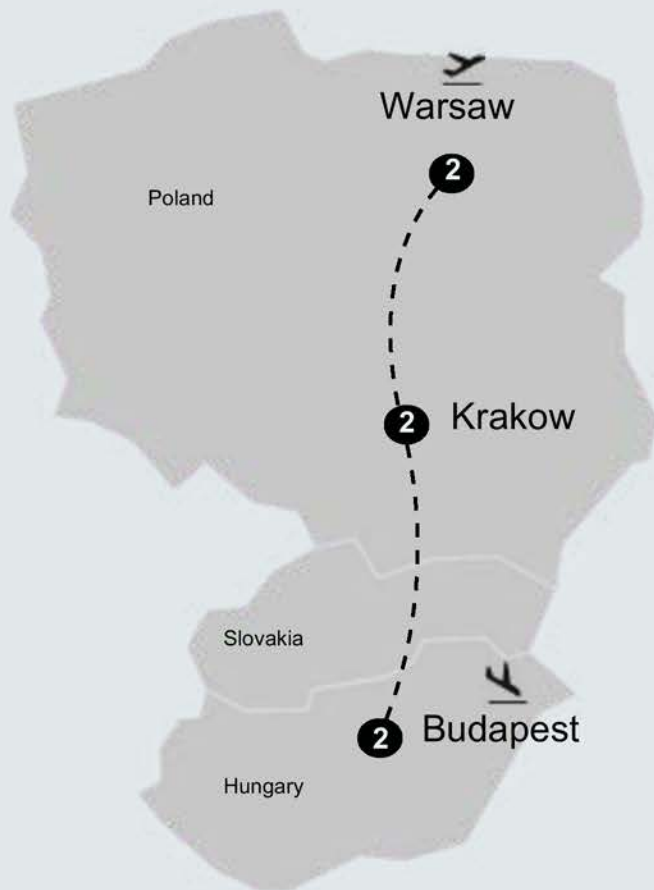 Warsaw
2
Poland
2 Krakow
Slovakia
2 Budapest
Hungary